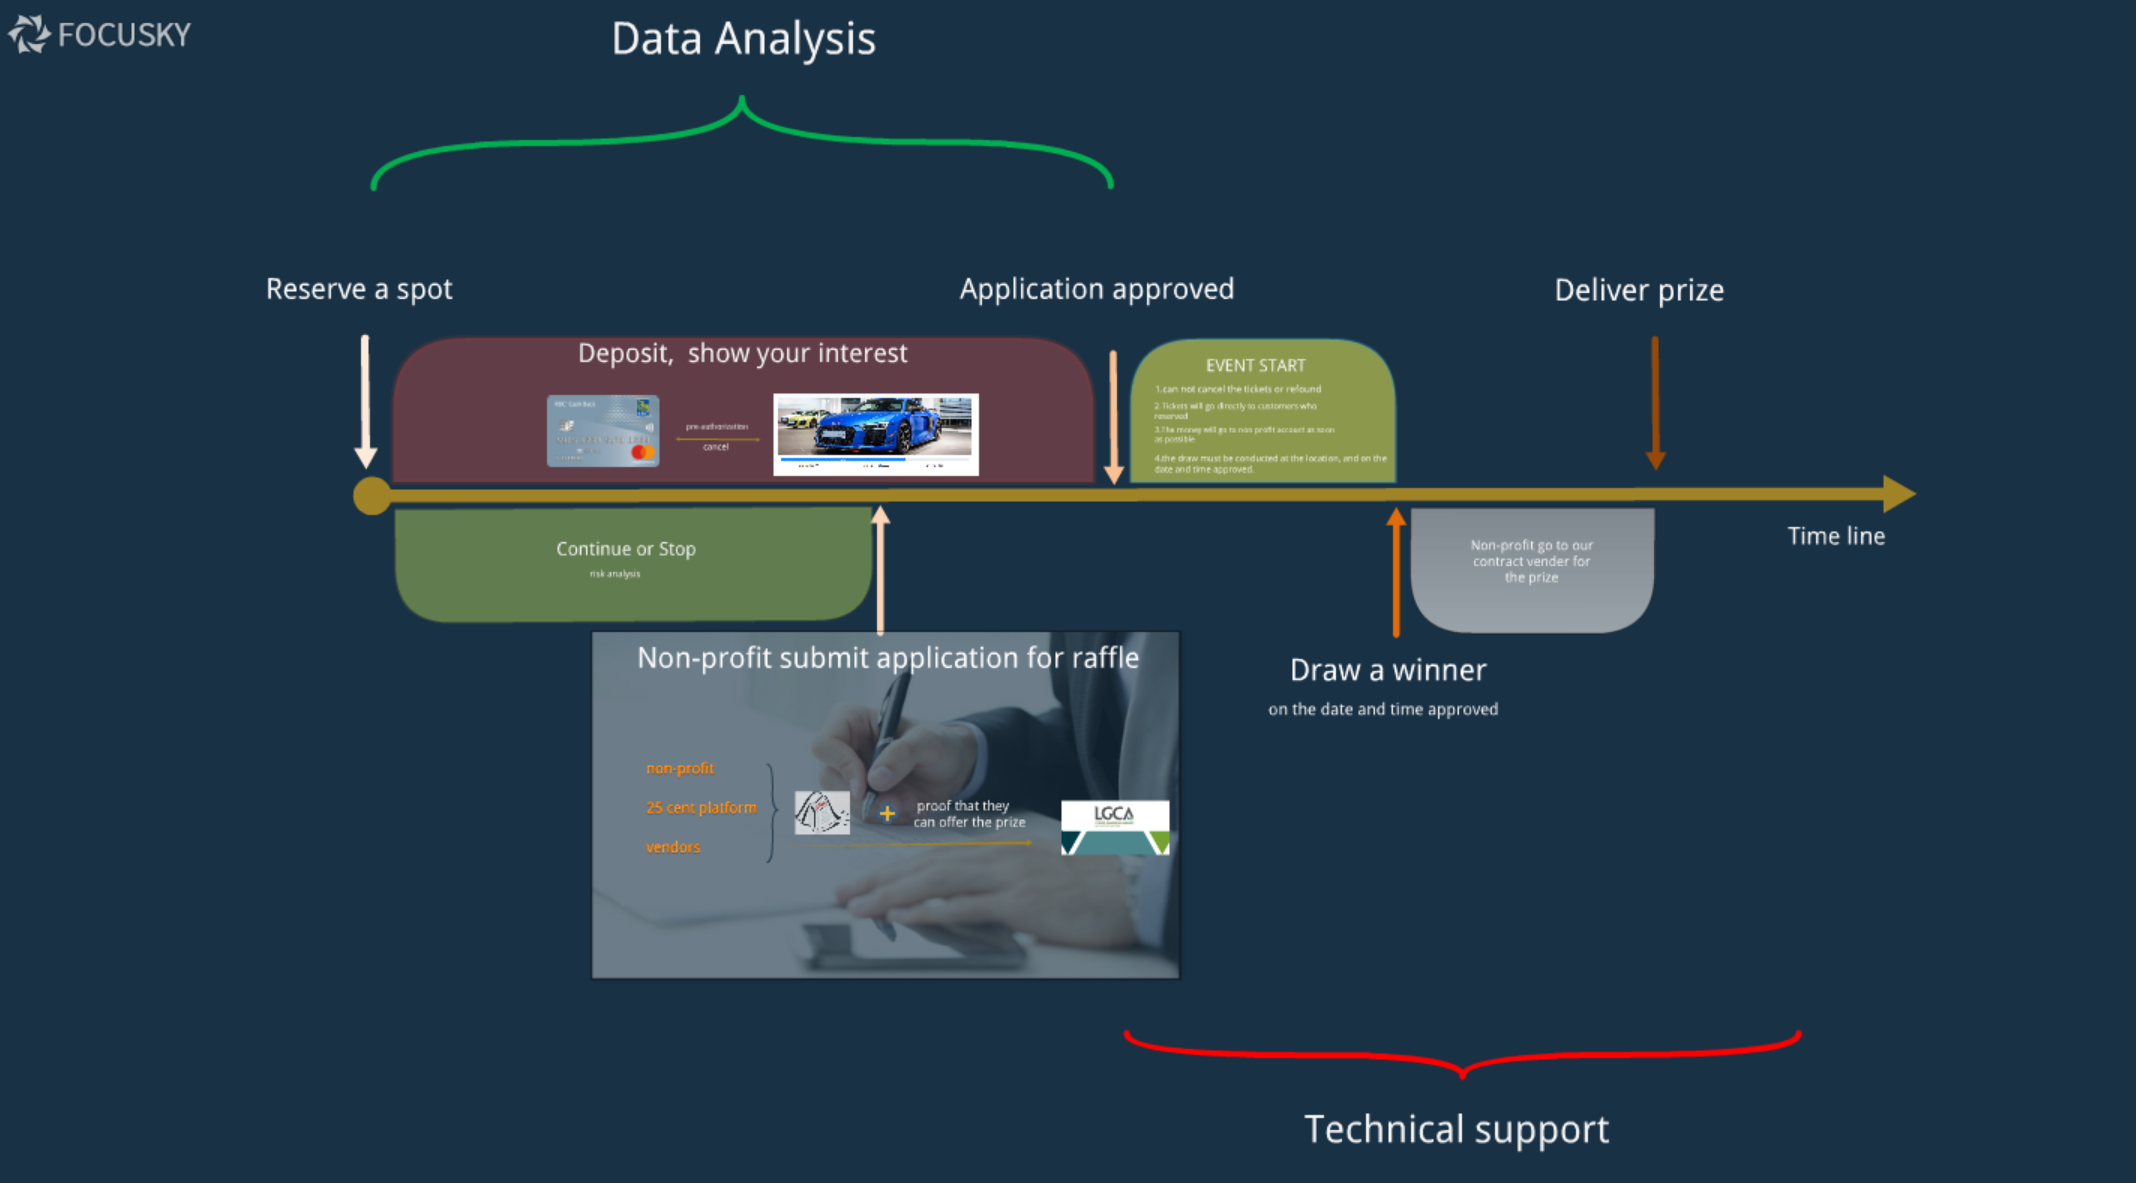 FOCUSKY
Data Analysis
Reserve a spot
Application approved
Deliver prize
Deposit, show your interest
RBC Cash Back
pre-authorization
cancel
EVENT START
1.can not cancel the tickets or refound
2.Tickets will go directly to customers who
reserved
3.The money will go to non profit account as soon
as possible
4.the draw must be conducted at the location, and on the
date and time approved.
Time line
Continue or Stop
risk analysis
Non-profit go to our
contract vender for
the prize
Non-profit submit application for raffle
Draw a winner
on the date and time approved
non-profit
25 cent platform
vendors
+
proof that they
can offer the prize
LGCA
Technical support